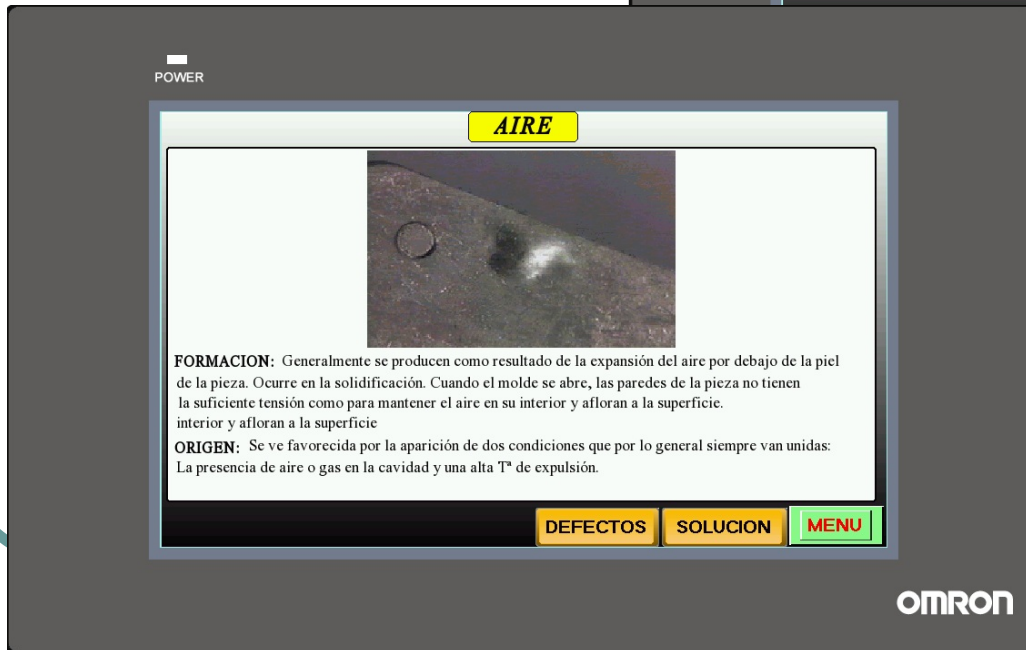 POWER
AIRE
FORMACION: Generalmente se producen como resultado de la expansión del aire por debajo de la piel
de la pieza. Ocurre en la solidificación. Cuando el molde se abre, las paredes de la pieza no tienen
la suficiente tensión como para mantener el aire en su interior y afloran a la superficie.
interior y afloran a la superficie
ORIGEN: Se ve favorecida por la aparición de dos condiciones que por lo general siempre van unidas:
La presencia de aire o gas en la cavidad y una alta Tª de expulsión.
DEFECTOS SOLUCION MENU
OMRON